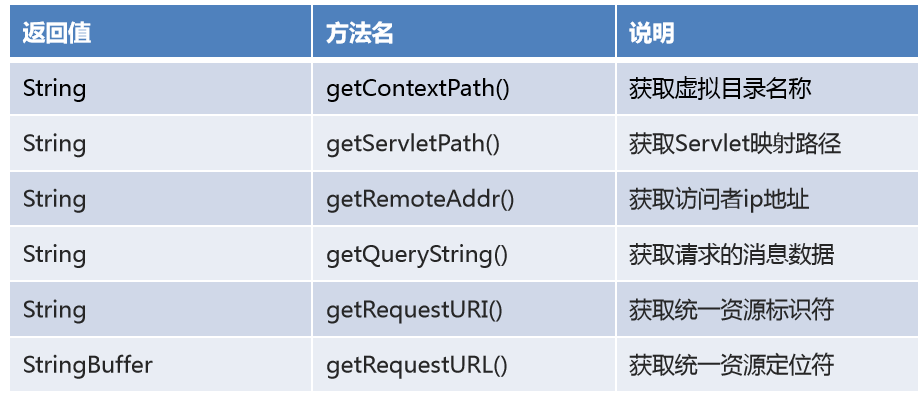 返回值 方法名 说明
String getContextPath() 获取虚拟目录名称
String getServletPath() 获取Servlet映射路径
String getRemoteAddr() 获取访问者ip地址
String getQueryString() 获取请求的消息数据
String getRequestURI() 获取统一资源标识符
StringBuffer getRequestURL() 获取统一资源定位符